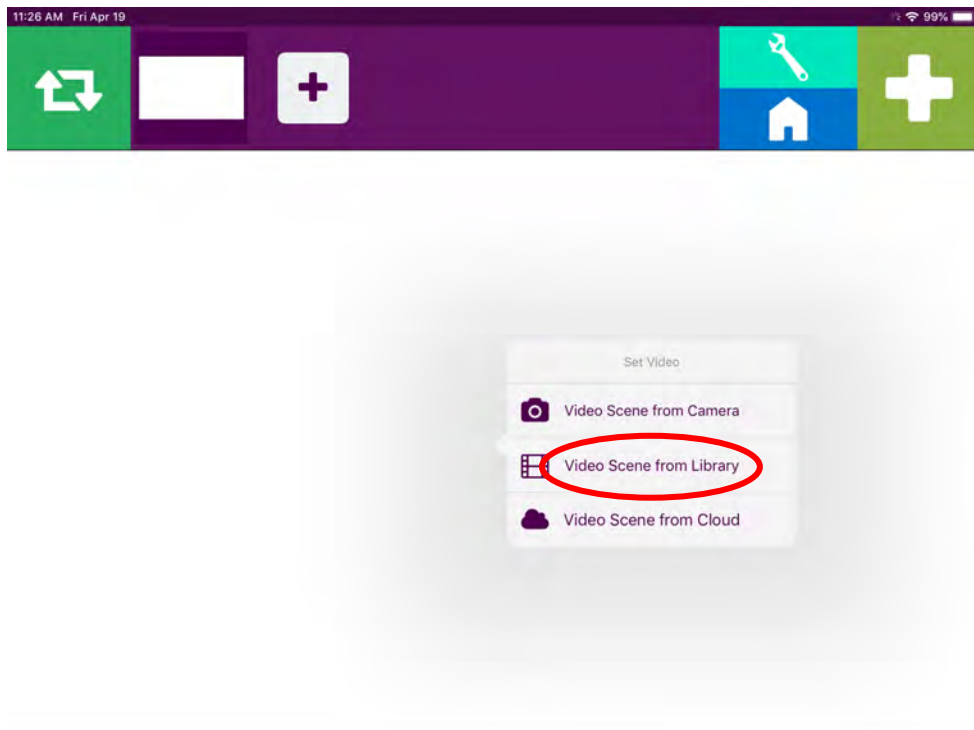 11:26 AM Fri Apr 19 99%
Set Video
Video Scene from Camera
Video Scene from Library
Video Scene from Cloud